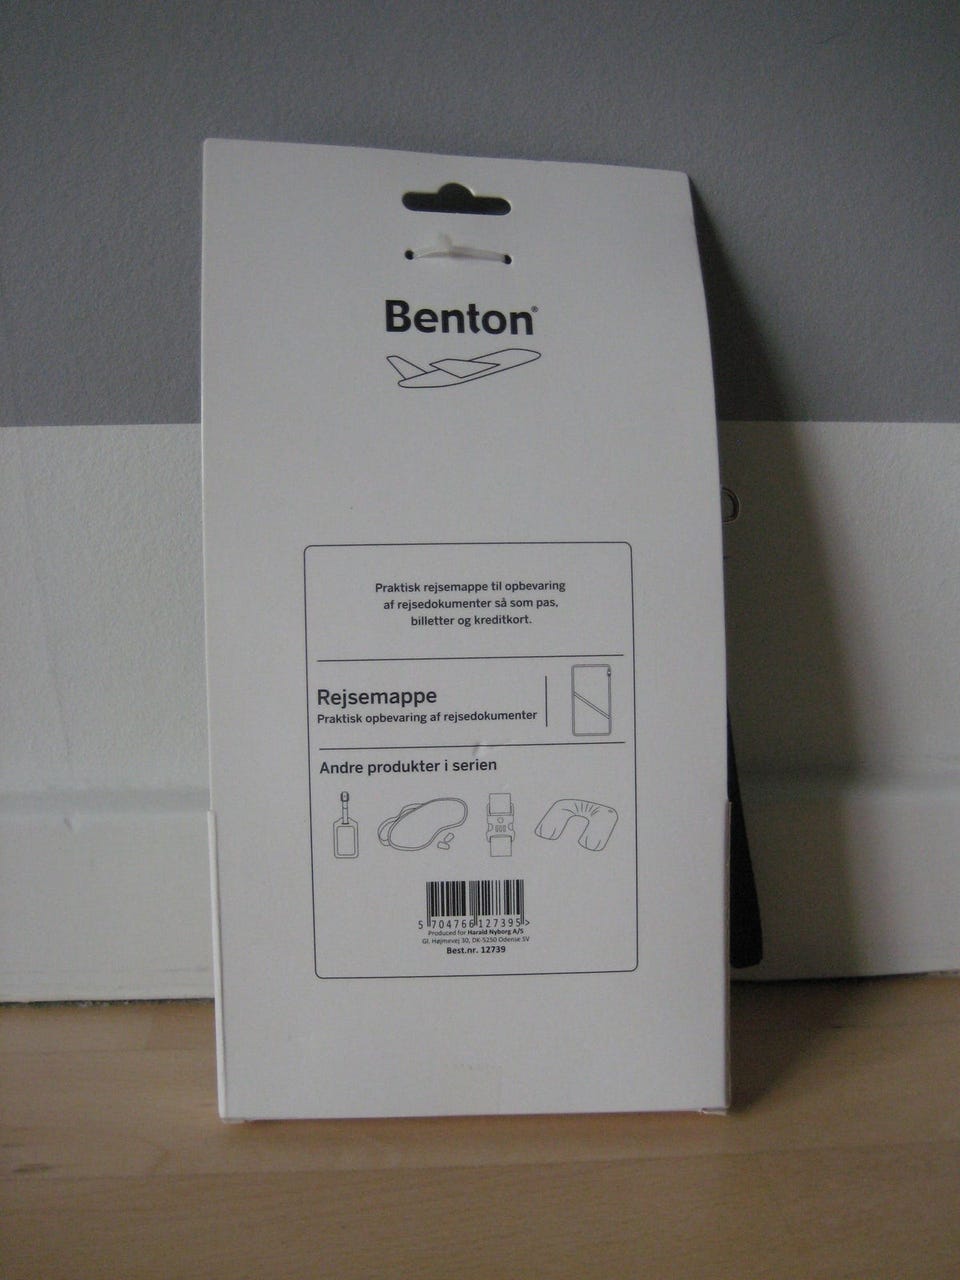 Benton®
Praktisk rejsemappe til opbevaring
af rejsedokumenter så som pas,
billetter og kreditkort.
Rejsemappe
Praktisk opbevaring af rejsedokumenter
Andre produkter i serien
5 704766 127395 >
Produced for Harald Nyborg A/S
Gl. Højmevej 30, DK-5250 Odense SV
Best.nr. 12739